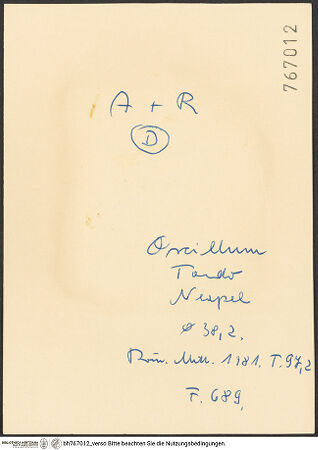 767012
A + R
D
Oscillum
Tondo
Neapel
ø 38,2.
Röm. Mitt. 1981. T. 97,2
F. 689,
bh767012_verso Bitte beachten Sie die Nutzungsbedingungen.